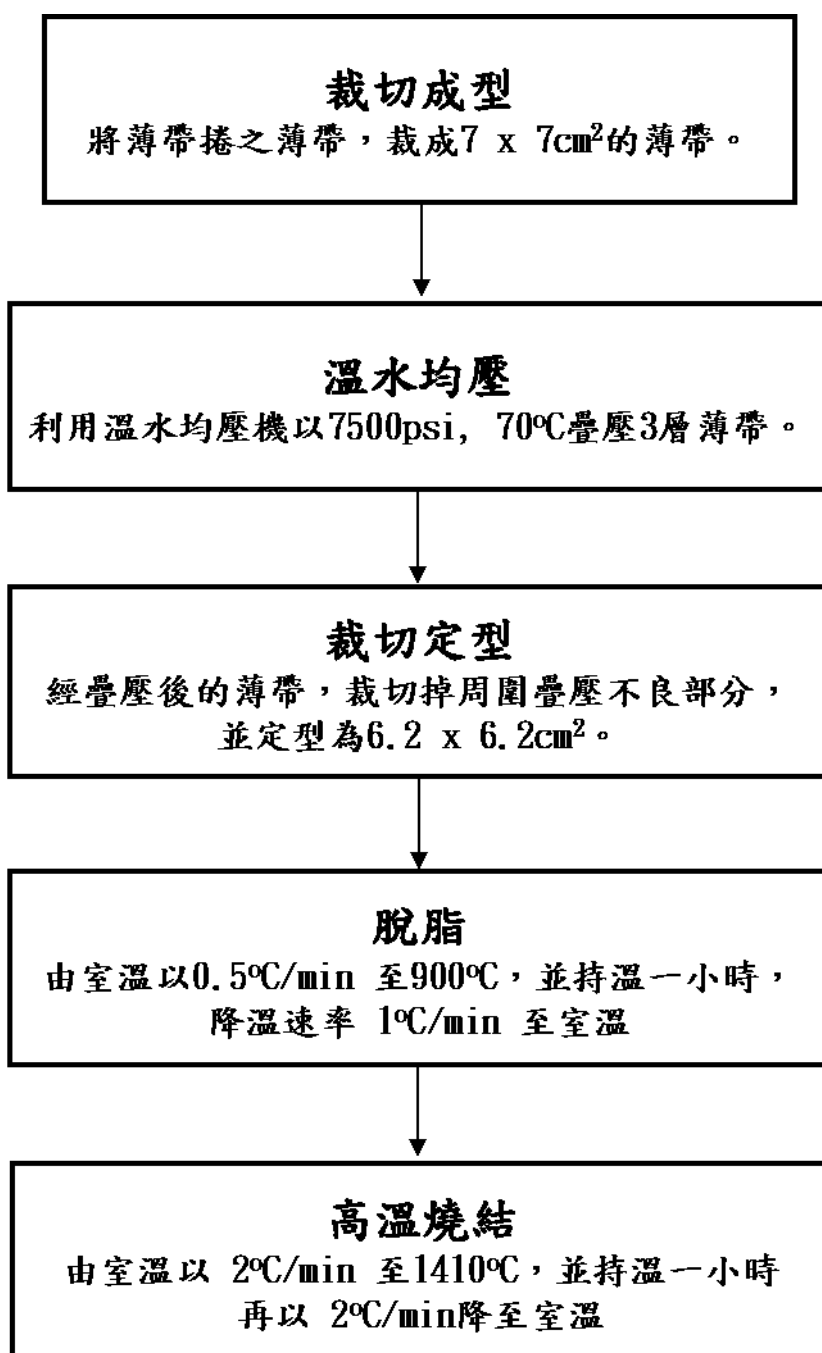 裁切成型
將薄帶捲之薄帶，裁成7 x 7cm²的薄帶。
溫水均壓
利用溫水均壓機以7500psi, 70℃疊壓3層薄帶。
裁切定型
經疊壓後的薄帶，裁切掉周圍疊壓不良部分，
並定型為6.2 x 6.2cm²。
脫脂
由室溫以0.5℃/min 至900℃，並持溫一小時，
降溫速率 1℃/min 至室溫
高溫燒結
由室溫以 2℃/min 至1410℃，並持溫一小時
再以 2℃/min降至室溫